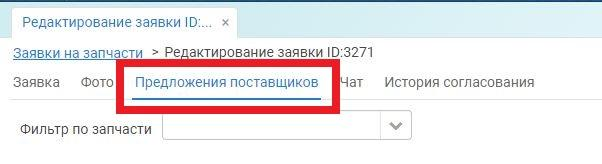 Редактирование заявки ID:... ×
Заявки на запчасти > Редактирование заявки ID:3271
Заявка Фото Предложения поставщиков Чат История согласования
Фильтр по запчасти